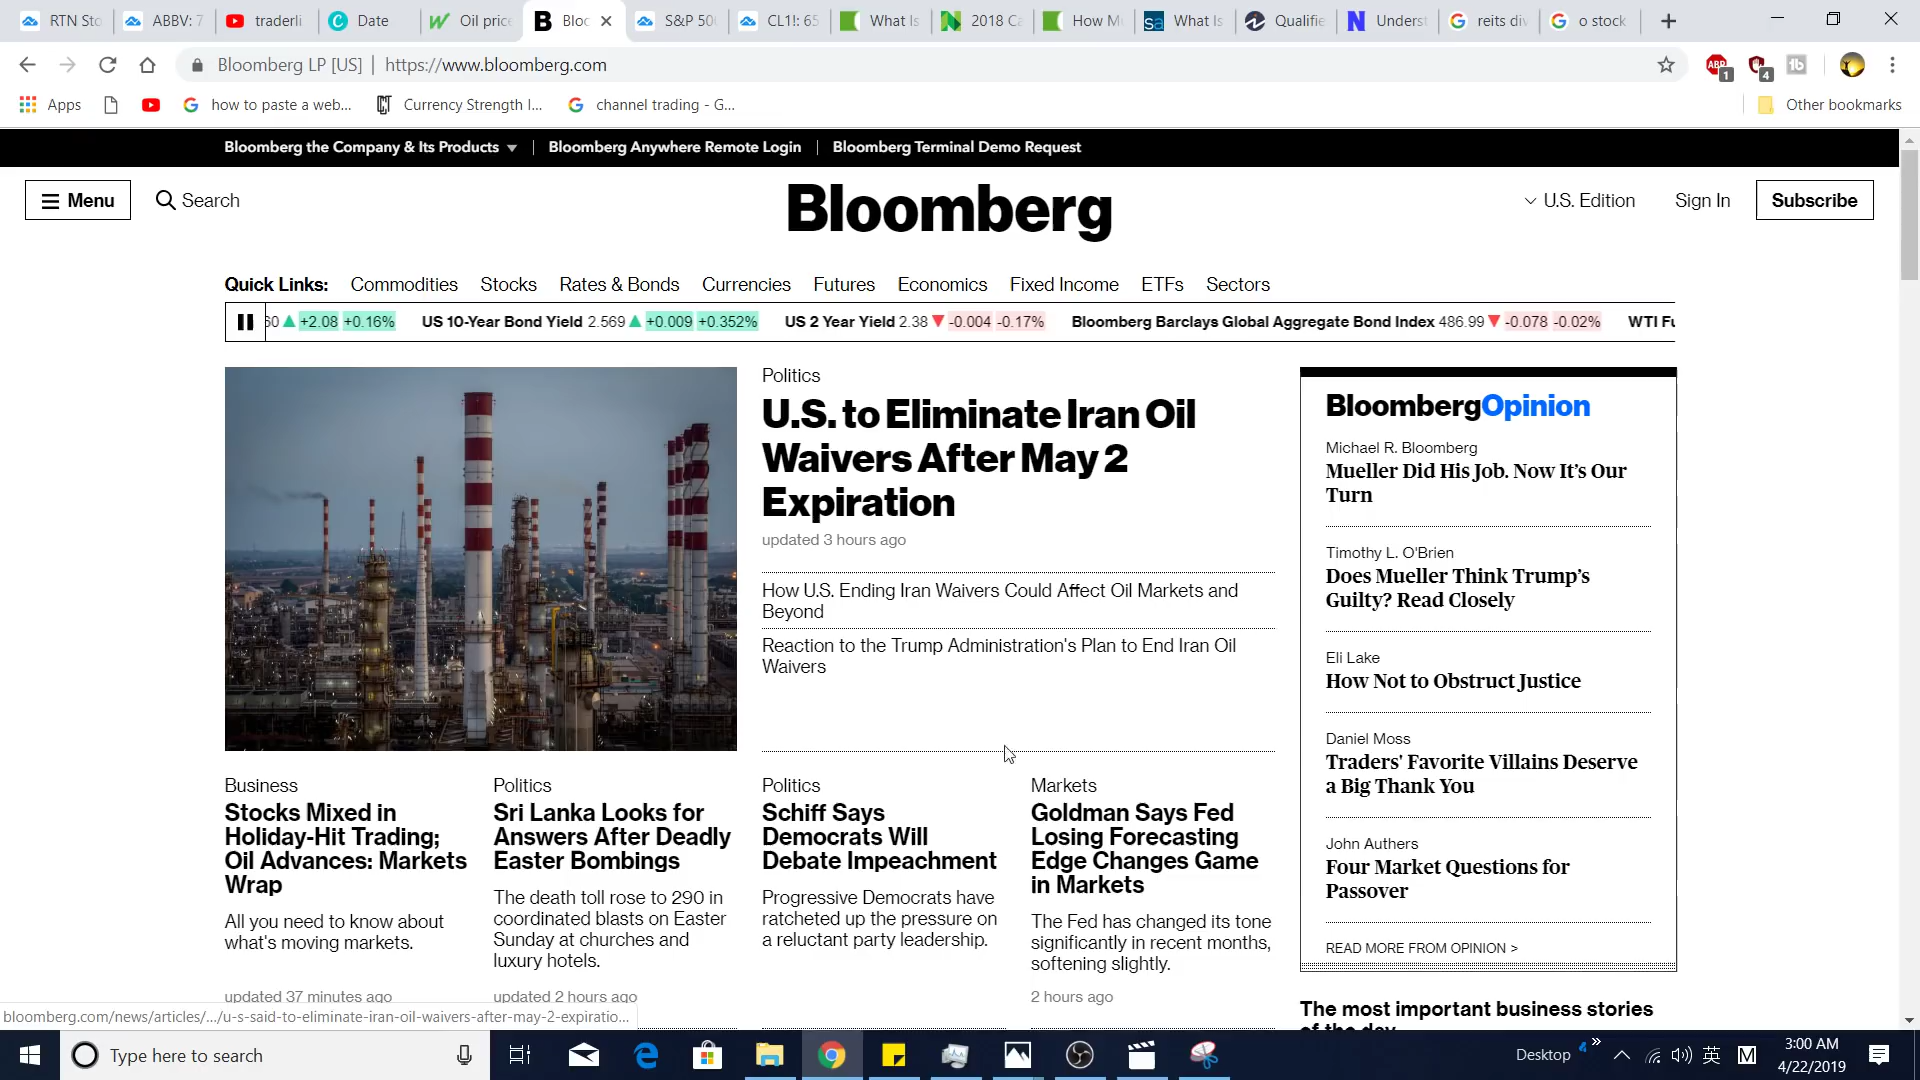 RTN Sto
ABBV: 7
traderli
Date
Oil price
Bloo
S&P 50
CL1!: 65
What Is
2018 Ca
How M
What Is
Qualifie
Underst
reits div
o stock
Bloomberg LP [US] | https://www.bloomberg.com
ABP 1
4
Apps
how to paste a web...
Currency Strength I...
channel trading - G...
Other bookmarks
Bloomberg the Company & Its Products
Bloomberg Anywhere Remote Login
Bloomberg Terminal Demo Request
Menu
Search
Bloomberg
U.S. Edition
Sign In
Subscribe
Quick Links: Commodities Stocks Rates & Bonds Currencies Futures Economics Fixed Income ETFs Sectors
60 ▲ +2.08 +0.16% US 10-Year Bond Yield 2.569 ▲ +0.009 +0.352% US 2 Year Yield 2.38 ▼ -0.004 -0.17% Bloomberg Barclays Global Aggregate Bond Index 486.99 ▼ -0.078 -0.02% WTI Fu
Politics
U.S. to Eliminate Iran Oil
Waivers After May 2
Expiration
updated 3 hours ago
How U.S. Ending Iran Waivers Could Affect Oil Markets and
Beyond
Reaction to the Trump Administration's Plan to End Iran Oil
Waivers
BloombergOpinion
Michael R. Bloomberg
Mueller Did His Job. Now It's Our
Turn
Timothy L. O'Brien
Does Mueller Think Trump's
Guilty? Read Closely
Eli Lake
How Not to Obstruct Justice
Daniel Moss
Traders' Favorite Villains Deserve
a Big Thank You
John Authers
Four Market Questions for
Passover
READ MORE FROM OPINION >
Business
Stocks Mixed in
Holiday-Hit Trading;
Oil Advances: Markets
Wrap
All you need to know about
what's moving markets.
updated 37 minutes ago
Politics
Sri Lanka Looks for
Answers After Deadly
Easter Bombings
The death toll rose to 290 in
coordinated blasts on Easter
Sunday at churches and
luxury hotels.
updated 2 hours ago
Politics
Schiff Says
Democrats Will
Debate Impeachment
Progressive Democrats have
ratcheted up the pressure on
a reluctant party leadership.
Markets
Goldman Says Fed
Losing Forecasting
Edge Changes Game
in Markets
The Fed has changed its tone
significantly in recent months,
softening slightly.
2 hours ago
The most important business stories
of the day
bloomberg.com/news/articles/.../u-s-said-to-eliminate-iran-oil-waivers-after-may-2-expiratio...
Type here to search
Desktop
英
M
3:00 AM
4/22/2019